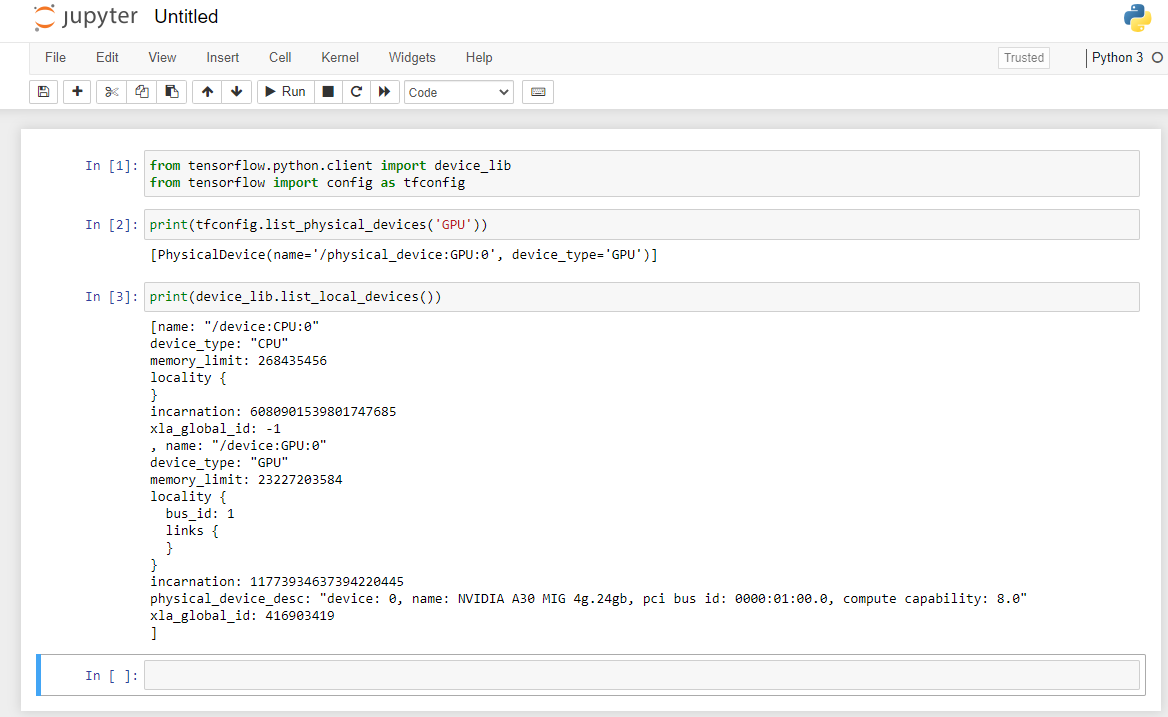 jupyter Untitled
File Edit View Insert Cell Kernel Widgets Help Trusted Python 3
Run Code
In [1]: from tensorflow.python.client import device_lib
from tensorflow import config as tfconfig
In [2]: print(tfconfig.list_physical_devices('GPU'))
[PhysicalDevice(name='/physical_device:GPU:0', device_type='GPU')]
In [3]: print(device_lib.list_local_devices())
[name: "/device:CPU:0"
device_type: "CPU"
memory_limit: 268435456
locality {
}
incarnation: 6080901539801747685
xla_global_id: -1
, name: "/device:GPU:0"
device_type: "GPU"
memory_limit: 23227203584
locality {
  bus_id: 1
  links {
  }
}
incarnation: 11773934637394220445
physical_device_desc: "device: 0, name: NVIDIA A30 MIG 4g.24gb, pci bus id: 0000:01:00.0, compute capability: 8.0"
xla_global_id: 416903419
]
In [ ]: